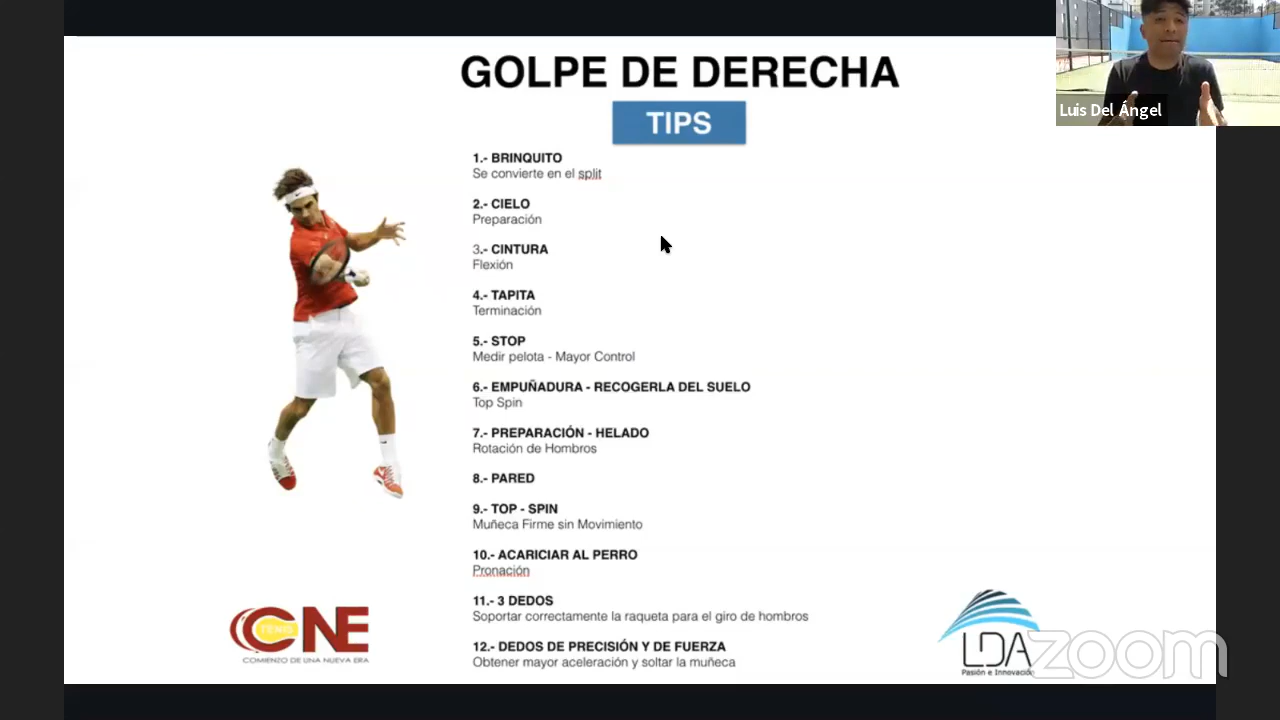 GOLPE DE DERECHA
TIPS
Luis Del Ángel
1.- BRINQUITO
Se convierte en el split
2.- CIELO
Preparación
3.- CINTURA
Flexión
4.- TAPITA
Terminación
5.- STOP
Medir pelota - Mayor Control
6.- EMPUÑADURA - RECOGERLA DEL SUELO
Top Spin
7.- PREPARACIÓN - HELADO
Rotación de Hombros
8.- PARED
9.- TOP - SPIN
Muñeca Firme sin Movimiento
10.- ACARICIAR AL PERRO
Pronación
11.- 3 DEDOS
Soportar correctamente la raqueta para el giro de hombros
12.- DEDOS DE PRECISIÓN Y DE FUERZA
Obtener mayor aceleración y soltar la muñeca
CNE
TENIS
COMIENZO DE UNA NUEVA ERA
LDA
Pasión e Innovación
zoom